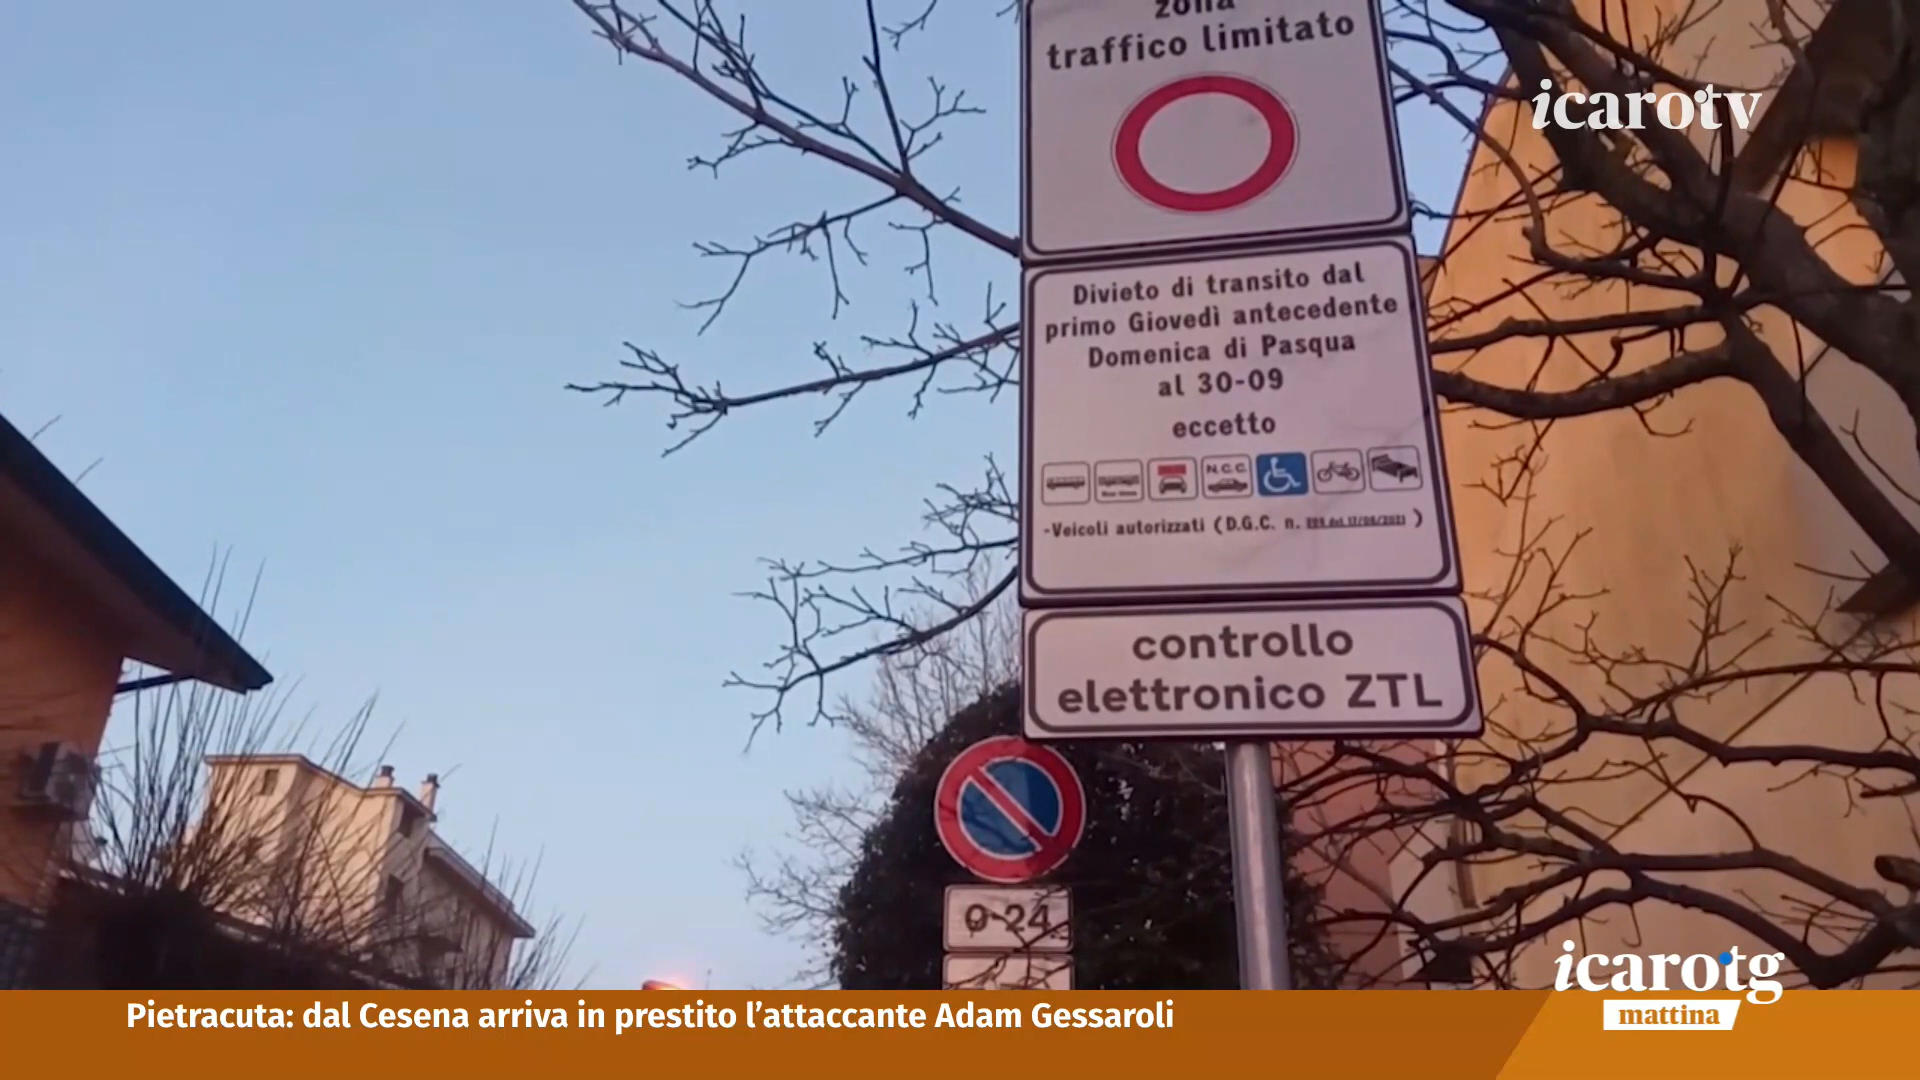 zona
traffico limitato
icarotv
Divieto di transito dal
primo Giovedì antecedente
Domenica di Pasqua
al 30-09
eccetto
N.C.C.
-Veicoli autorizzati (D.G.C. n. )
controllo
elettronico ZTL
0-24
icarotg
mattina
Pietracuta: dal Cesena arriva in prestito l’attaccante Adam Gessaroli